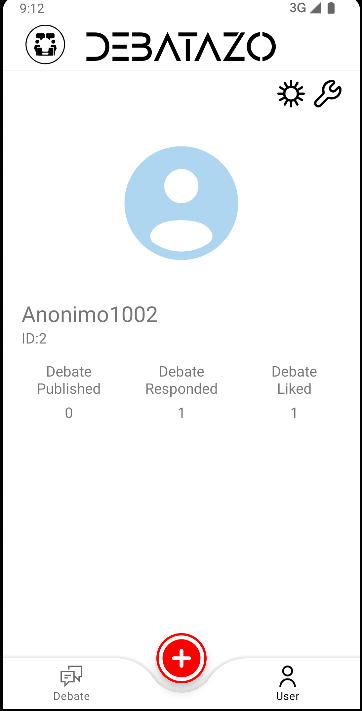 9:12 3G
DEBATAZO
Anonimo1002
ID:2
Debate Published Debate Responded Debate Liked
0 1 1
Debate User